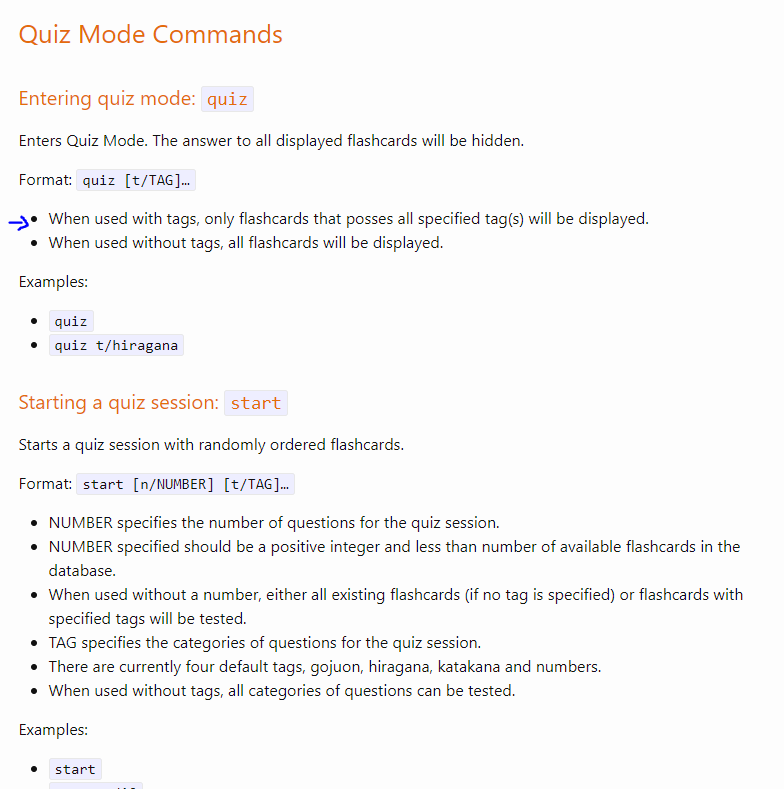 Quiz Mode Commands
Entering quiz mode: quiz
Enters Quiz Mode. The answer to all displayed flashcards will be hidden.
Format: quiz [t/TAG]…
When used with tags, only flashcards that posses all specified tag(s) will be displayed.
When used without tags, all flashcards will be displayed.
Examples:
quiz
quiz t/hiragana
Starting a quiz session: start
Starts a quiz session with randomly ordered flashcards.
Format: start [n/NUMBER] [t/TAG]…
NUMBER specifies the number of questions for the quiz session.
NUMBER specified should be a positive integer and less than number of available flashcards in the
database.
When used without a number, either all existing flashcards (if no tag is specified) or flashcards with
specified tags will be tested.
TAG specifies the categories of questions for the quiz session.
There are currently four default tags, gojuon, hiragana, katakana and numbers.
When used without tags, all categories of questions can be tested.
Examples:
start